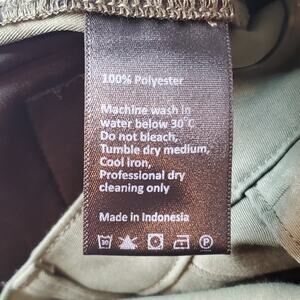 100% Polyester
Machine wash in
water below 30°C
Do not bleach,
Tumble dry medium,
Cool iron,
Professional dry
cleaning only
Made in Indonesia
30
P